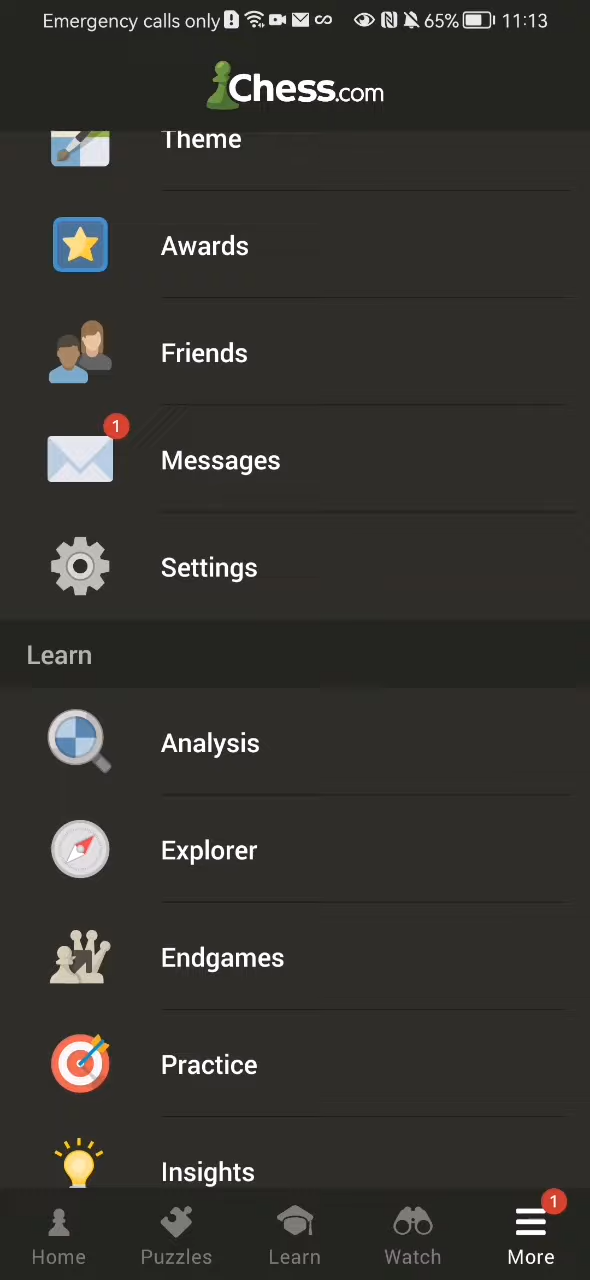 Emergency calls only 65% 11:13
Chess.com
Theme
Awards
Friends
1
Messages
Settings
Learn
Analysis
Explorer
Endgames
Practice
Insights
1
Home Puzzles Learn Watch More